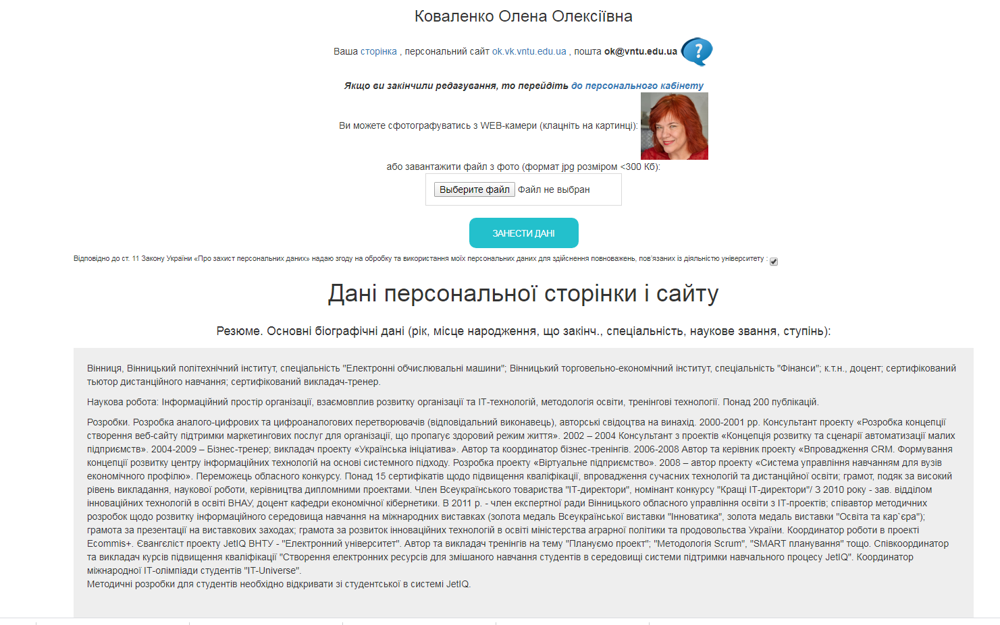 Коваленко Олена Олексіївна
Ваша сторінка , персональний сайт ok.vk.vntu.edu.ua , пошта ok@vntu.edu.ua ?
Якщо ви закінчили редагування, то перейдіть до персонального кабінету
Ви можете сфотографуватись з WEB-камери (клацніть на картинці):
або завантажити файл з фото (формат jpg розміром <300 Кб):
Выберите файл Файл не выбран
ЗАНЕСТИ ДАНІ
Відповідно до ст. 11 Закону України «Про захист персональних даних» надаю згоду на обробку та використання моїх персональних даних для здійснення повноважень, пов'язаних із діяльністю університету :
Дані персональної сторінки і сайту
Резюме. Основні біографічні дані (рік, місце народження, що закінч., спеціальність, наукове звання, ступінь):
Вінниця, Вінницький політехнічний інститут, спеціальність "Електронні обчислювальні машини"; Вінницький торговельно-економічний інститут, спеціальність "Фінанси"; к.т.н., доцент; сертифікований
тьютор дистанційного навчання; сертифікований викладач-тренер.
Наукова робота: Інформаційний простір організації, взаємовплив розвитку організації та ІТ-технологій, методологія освіти, тренінгові технології. Понад 200 публікацій.
Розробки. Розробка аналого-цифрових та цифроаналогових перетворювачів (відповідальний виконавець), авторські свідоцтва на винахід. 2000-2001 рр. Консультант проекту «Розробка концепції
створення веб-сайту підтримки маркетингових послуг для організації, що пропагує здоровий режим життя». 2002 – 2004 Консультант з проектів «Концепція розвитку та сценарії автоматизації малих
підприємств». 2004-2009 – Бізнес-тренер; викладач проекту «Українська ініціатива». Автор та координатор бізнес-тренінгів. 2006-2008 Автор та керівник проекту «Впровадження CRM. Формування
концепції розвитку центру інформаційних технологій на основі системного підходу. Розробка проекту «Віртуальне підприємство». 2008 – автор проекту «Система управління навчанням для вузів
економічного профілю». Переможець обласного конкурсу. Понад 15 сертифікатів щодо підвищення кваліфікації, впровадження сучасних технологій та дистанційної освіти; грамот, подяк за високий
рівень викладання, наукової роботи, керівництва дипломними проектами. Член Всеукраїнського товариства "ІТ-директори", номінант конкурсу "Кращі ІТ-директори"/ З 2010 року - зав. відділом
інноваційних технологій в освіті ВНАУ, доцент кафедри економічної кібернетики. В 2011 р. - член експертної ради Вінницького обласного управління освіти з ІТ-проектів; співавтор методичних
розробок щодо розвитку інформаційного середовища навчання на міжнародних виставках (золота медаль Всеукраїнської виставки "Інноватика", золота медаль виставки "Освіта та кар`єра");
грамота за презентації на виставкових заходах; грамота за розвиток інноваційних технологій в освіті міністерства аграрної політики та продовольства України. Координатор роботи в проекті
Ecommis+. Євангєліст проекту JetIQ ВНТУ - "Електронний університет". Автор та викладач тренінгів на тему "Плануємо проект"; "Методологія Scrum", "SMART планування" тощо. Співкоординатор
та викладач курсів підвищення кваліфікації "Створення електронних ресурсів для змішаного навчання студентів в середовищі системи підтримки навчального процесу JetIQ". Координатор
міжнародної ІТ-олімпіади студентів "IT-Universe".
Методичні розробки для студентів необхідно відкривати зі студентської в системі JetIQ.